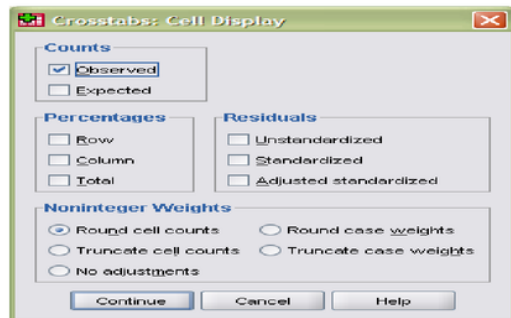 Crosstabs: Cell Display
Counts
Observed
Expected
Percentages
Row
Column
Total
Residuals
Unstandardized
Standardized
Adjusted standardized
Noninteger Weights
Round cell counts
Round case weights
Truncate cell counts
Truncate case weights
No adjustments
Continue
Cancel
Help